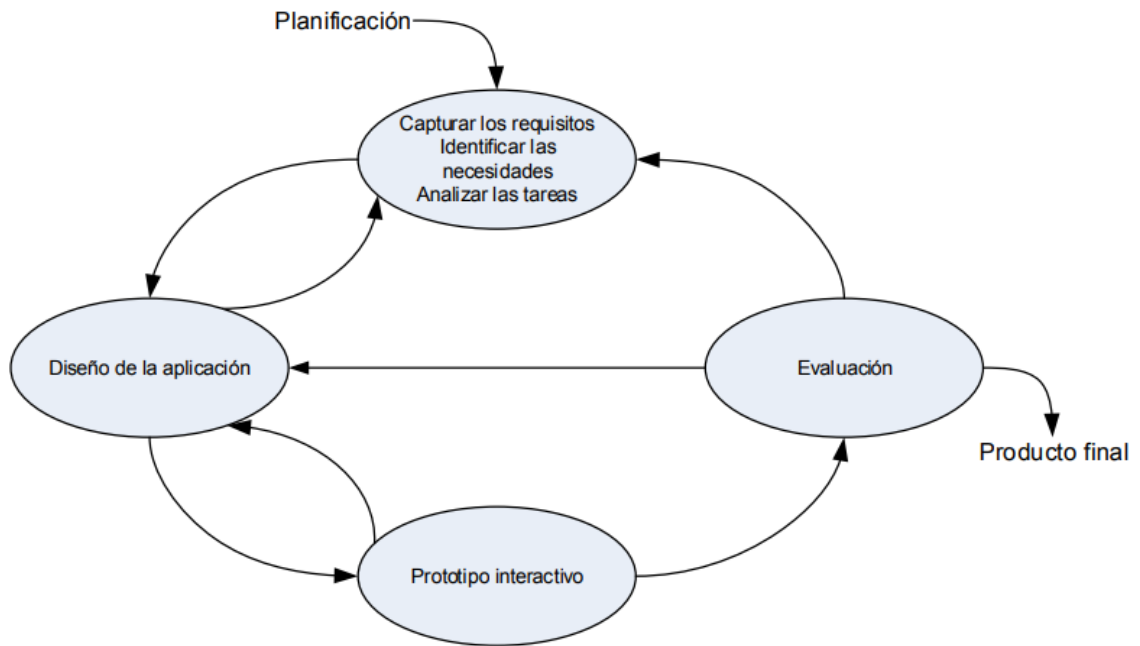 Planificación
Capturar los requisitos
Identificar las
necesidades
Analizar las tareas
Diseño de la aplicación
Evaluación
Producto final
Prototipo interactivo